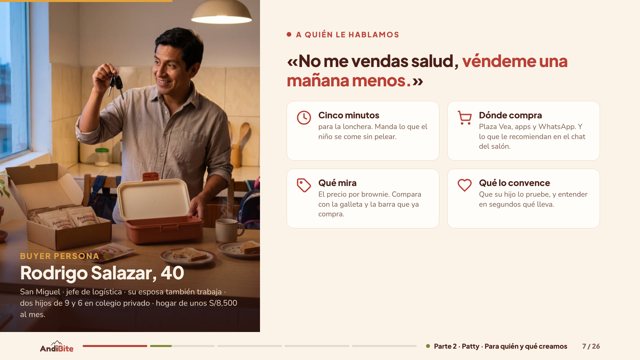 BUYER PERSONA
Rodrigo Salazar, 40
San Miguel · jefe de logística · su esposa también trabaja ·
dos hijos de 9 y 6 en colegio privado · hogar de unos S/8,500
al mes.
A QUIÉN LE HABLAMOS
«No me vendas salud, véndeme una
mañana menos.»
Cinco minutos
para la lonchera. Manda lo que el
niño se come sin pelear.
Dónde compra
Plaza Vea, apps y WhatsApp. Y
lo que le recomiendan en el chat
del salón.
Qué mira
El precio por brownie. Compara
con la galleta y la barra que ya
compra.
Qué lo convence
Que su hijo lo pruebe, y entender
en segundos qué lleva.
AndiBite
Parte 2 · Patty · Para quién y qué creamos
7 / 26